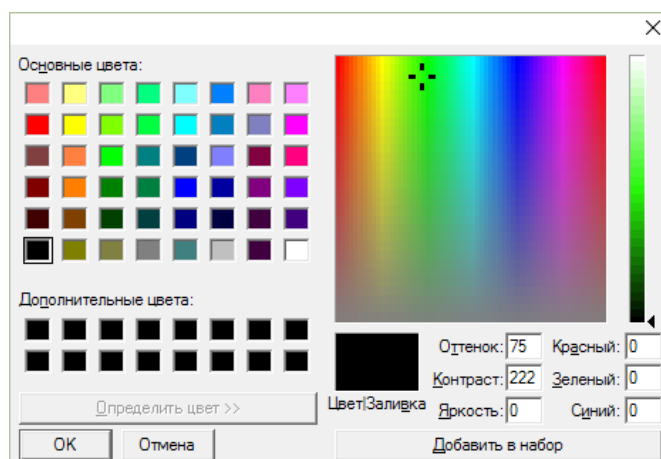 Основные цвета:
Дополнительные цвета:
Определить цвет >>
OK
Отмена
Цвет|Заливка
Оттенок: 75
Контраст: 222
Яркость: 0
Красный: 0
Зеленый: 0
Синий: 0
Добавить в набор